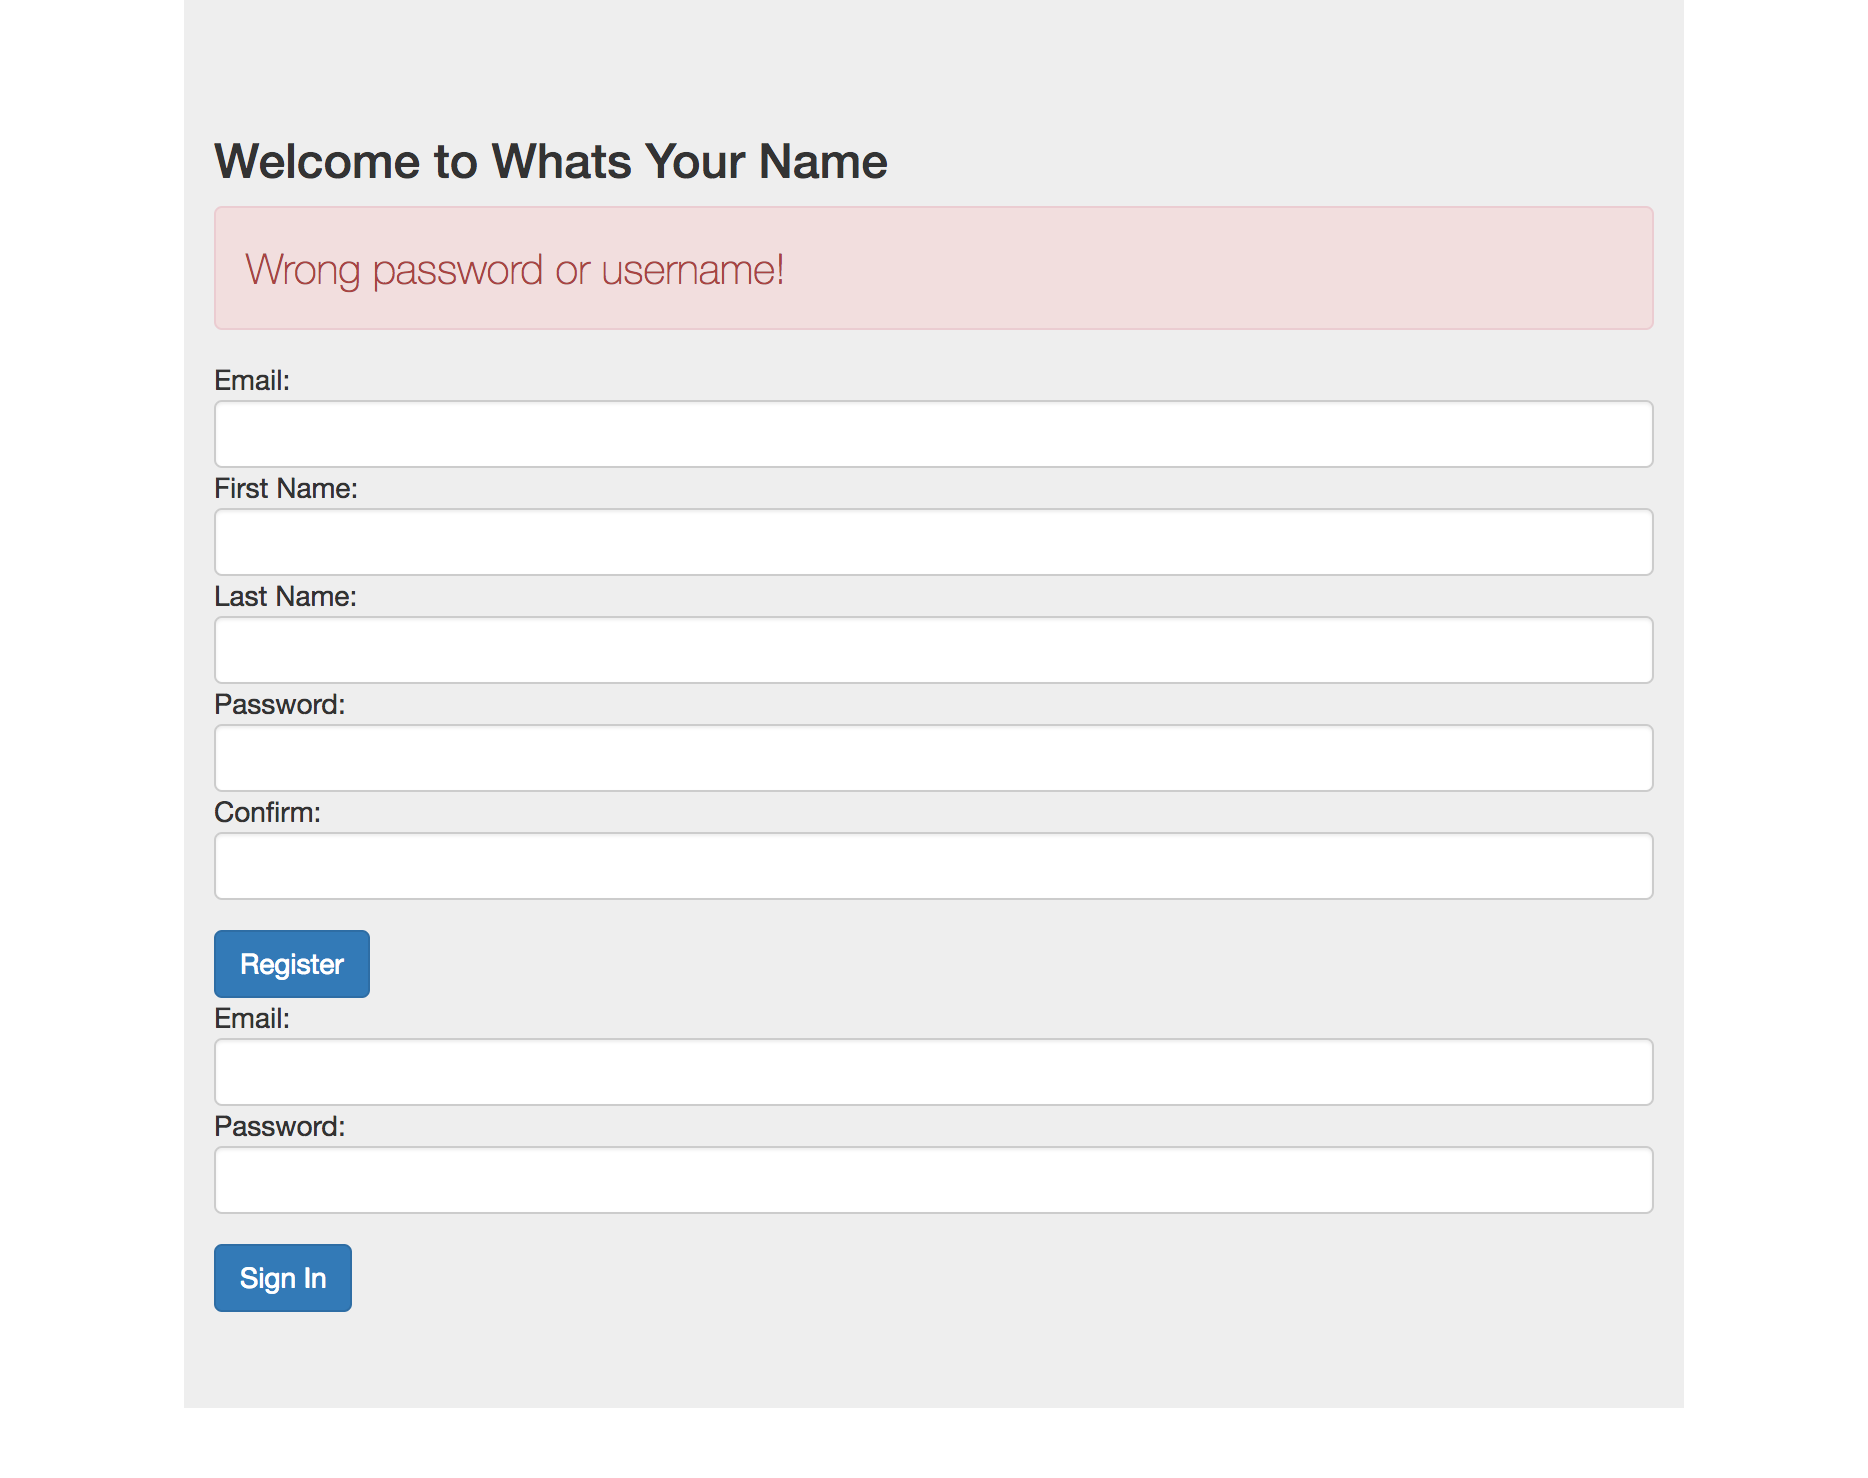 Welcome to Whats Your Name
Wrong password or username!
Email:
First Name:
Last Name:
Password:
Confirm:
Register
Email:
Password:
Sign In